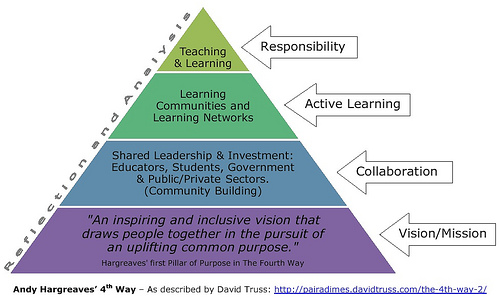 Reflection and Analysis
Teaching
& Learning
Responsibility
Learning
Communities and
Learning Networks
Active Learning
Shared Leadership & Investment:
Educators, Students, Government
& Public/Private Sectors.
(Community Building)
Collaboration
"An inspiring and inclusive vision that
draws people together in the pursuit of
an uplifting common purpose."
Hargreaves' first Pillar of Purpose in The Fourth Way
Vision/Mission
Andy Hargreaves' 4th Way – As described by David Truss: http://pairadimes.davidtruss.com/the-4th-way-2/